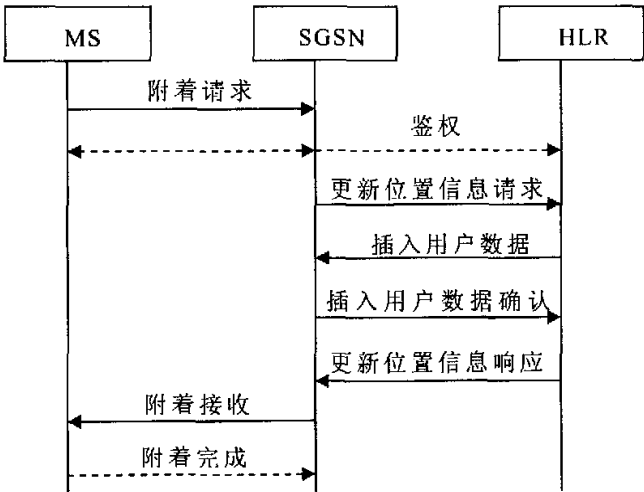 MS
SGSN
HLR
附着请求
鉴权
更新位置信息请求
插入用户数据
插入用户数据确认
更新位置信息响应
附着接收
附着完成